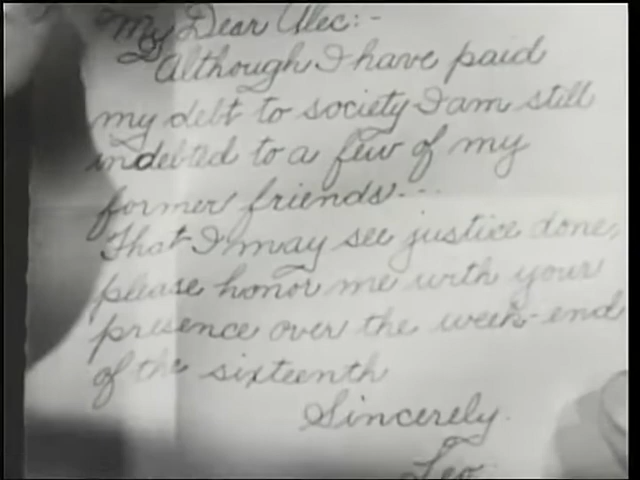 My Dear Alec:-
Although I have paid
my debt to society I am still
indebted to a few of my
former friends...
That I may see justice done,
please honor me with your
presence over the week-end
of the sixteenth
Sincerely.
Leo